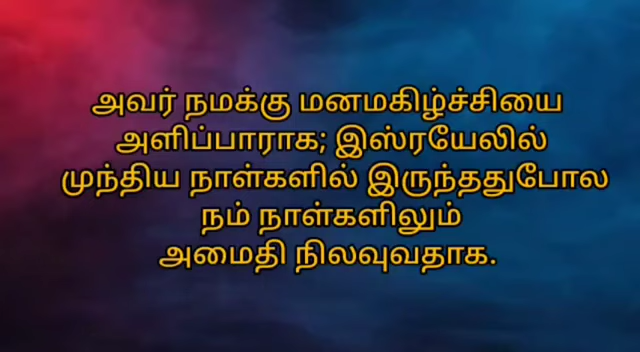 அவர் நமக்கு மனமகிழ்ச்சியை
அளிப்பாராக; இஸ்ரயேலில்
முந்திய நாள்களில் இருந்ததுபோல
நம் நாள்களிலும்
அமைதி நிலவுவதாக.